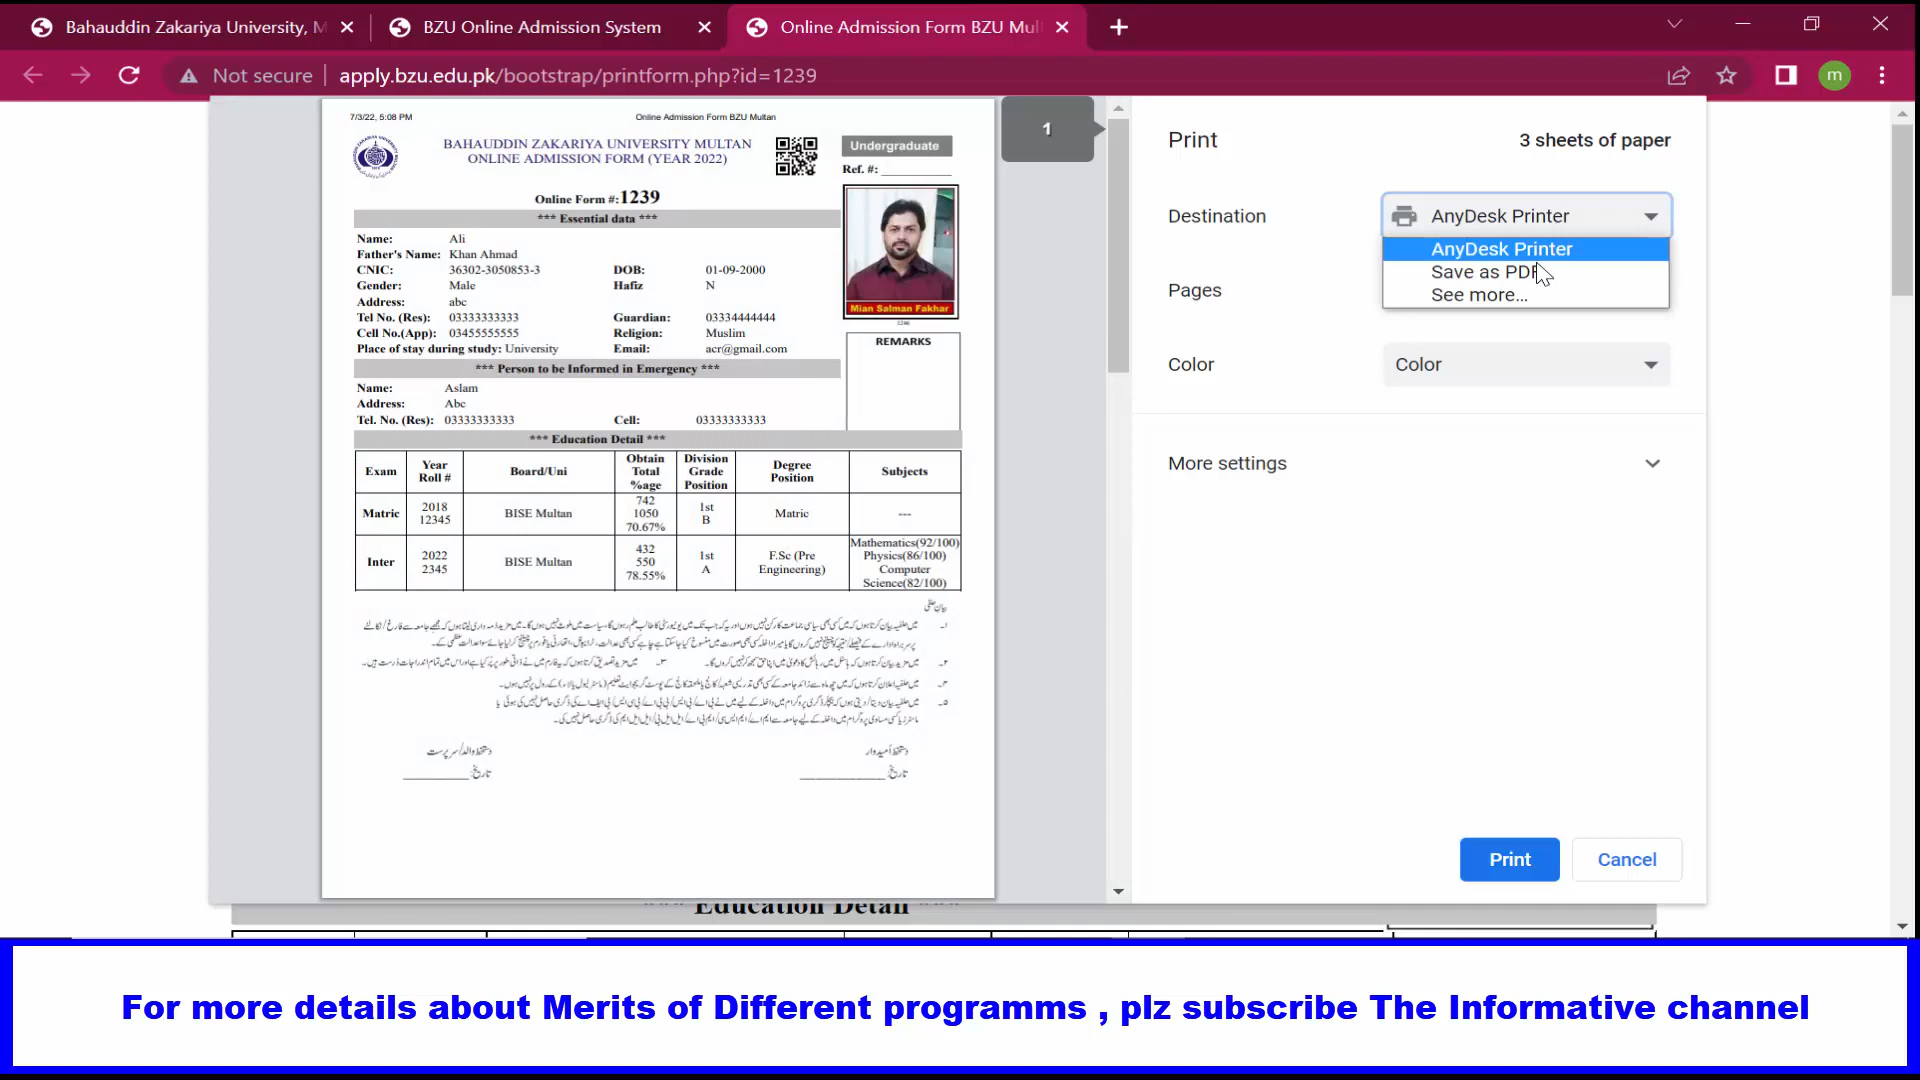 Bahauddin Zakariya University, M
BZU Online Admission System
Online Admission Form BZU Mul
Not secure
apply.bzu.edu.pk/bootstrap/printform.php?id=1239
m
7/3/22, 5:08 PM
Online Admission Form BZU Multan
BAHAUDDIN ZAKARIYA UNIVERSITY MULTAN
ONLINE ADMISSION FORM (YEAR 2022)
Undergraduate
Ref. #:
Online Form #:1239
*** Essential data ***
Name: Ali
Father's Name: Khan Ahmad
CNIC: 36302-3050853-3 DOB: 01-09-2000
Gender: Male Hafiz N
Address: abc
Tel No. (Res): 03333333333 Guardian: 03334444444
Cell No.(App): 03455555555 Religion: Muslim
Place of stay during study: University Email: acr@gmail.com
Mian Salman Fakhar
REMARKS
*** Person to be Informed in Emergency ***
Name: Aslam
Address: Abc
Tel. No. (Res): 03333333333 Cell: 03333333333
*** Education Detail ***
Exam
Year
Roll #
Board/Uni
Obtain
Total
%age
Division
Grade
Position
Degree
Position
Subjects
Matric
2018
12345
BISE Multan
742
1050
70.67%
1st
B
Matric
---
Inter
2022
2345
BISE Multan
432
550
78.55%
1st
A
F.Sc (Pre
Engineering)
Mathematics(92/100)
Physics(86/100)
Computer
Science(82/100)
بیان حلفی
دستخط والد/سرپرست
دستخط اُمیدوار
تاریخ:
تاریخ:
1
Print
3 sheets of paper
Destination
AnyDesk Printer
AnyDesk Printer
Save as PDF
See more...
Pages
Color
Color
More settings
Print
Cancel
*** Education Detail ***
For more details about Merits of Different programms , plz subscribe The Informative channel